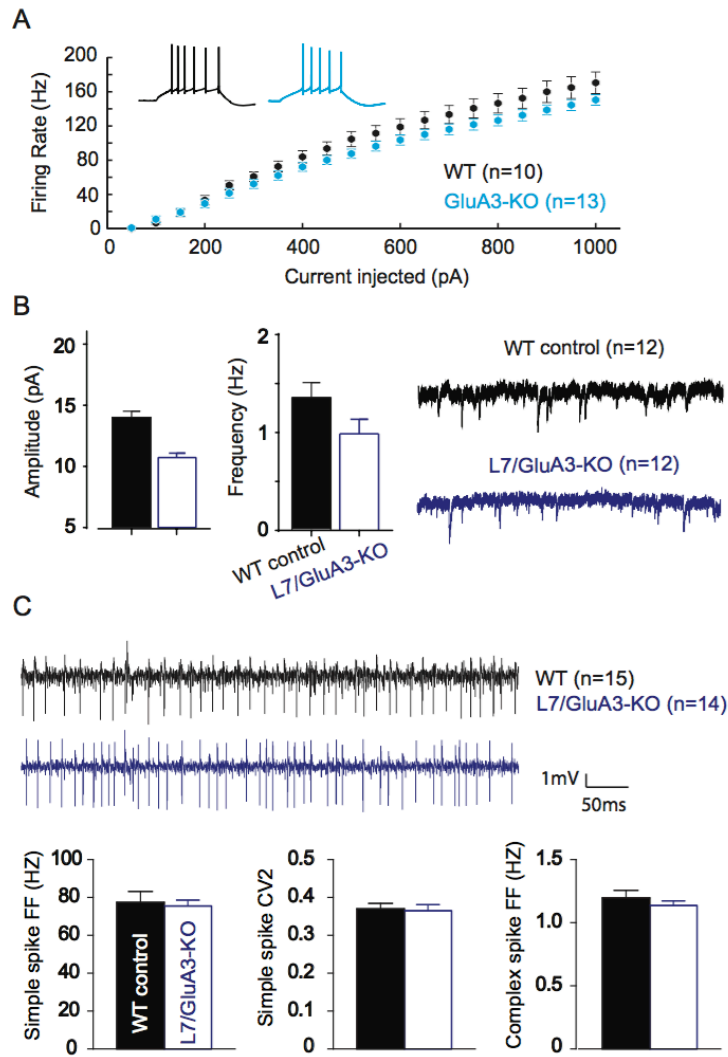 A
Firing Rate (Hz)
160
120
80
40
0
WT (n=10)
GluA3-KO (n=13)
0 200 400 600 800 1000
Current injected (pA)
B
Amplitude (pA)
20
15
10
5
Frequency (Hz)
2
1
0
WT control
L7/GluA3-KO
WT control (n=12)
L7/GluA3-KO (n=12)
C
WT (n=15)
L7/GluA3-KO (n=14)
1mV
50ms
Simple spike FF (HZ)
100
80
60
40
20
0
WT control
L7/GluA3-KO
Simple spike CV2
0.5
0.4
0.3
0.2
0.1
0
Complex spike FF (HZ)
1.5
1.0
0.5
0